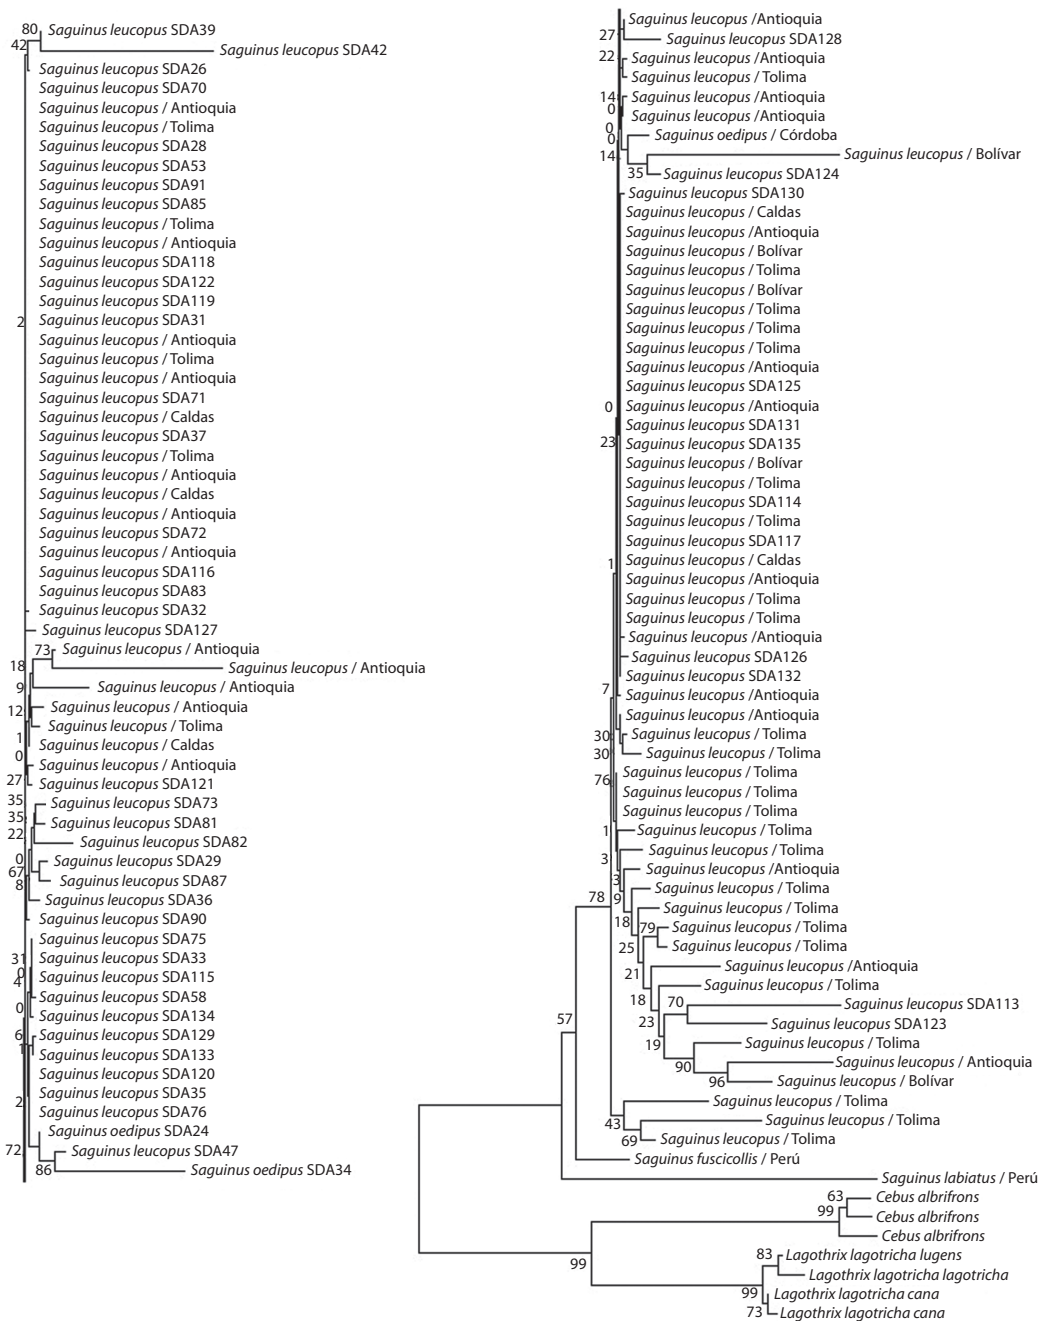 80 Saguinus leucopus SDA39
42
Saguinus leucopus SDA42
Saguinus leucopus SDA26
Saguinus leucopus SDA70
Saguinus leucopus / Antioquia
Saguinus leucopus / Tolima
Saguinus leucopus SDA28
Saguinus leucopus SDA53
Saguinus leucopus SDA91
Saguinus leucopus SDA85
Saguinus leucopus / Tolima
Saguinus leucopus / Antioquia
Saguinus leucopus SDA118
Saguinus leucopus SDA122
Saguinus leucopus SDA119
Saguinus leucopus SDA31
2
Saguinus leucopus / Antioquia
Saguinus leucopus / Tolima
Saguinus leucopus / Antioquia
Saguinus leucopus SDA71
Saguinus leucopus / Caldas
Saguinus leucopus SDA37
Saguinus leucopus / Tolima
Saguinus leucopus / Antioquia
Saguinus leucopus / Caldas
Saguinus leucopus / Antioquia
Saguinus leucopus SDA72
Saguinus leucopus / Antioquia
Saguinus leucopus SDA116
Saguinus leucopus SDA83
Saguinus leucopus SDA32
Saguinus leucopus SDA127
73 Saguinus leucopus / Antioquia
18
Saguinus leucopus / Antioquia
9
Saguinus leucopus / Antioquia
12
Saguinus leucopus / Antioquia
Saguinus leucopus / Tolima
1
Saguinus leucopus / Caldas
0
Saguinus leucopus / Antioquia
27
Saguinus leucopus SDA121
35
Saguinus leucopus SDA73
35
Saguinus leucopus SDA81
22
Saguinus leucopus SDA82
0
Saguinus leucopus SDA29
67
Saguinus leucopus SDA87
8
Saguinus leucopus SDA36
Saguinus leucopus SDA90
Saguinus leucopus SDA75
31
Saguinus leucopus SDA33
0
Saguinus leucopus SDA115
4
Saguinus leucopus SDA58
0
Saguinus leucopus SDA134
6
Saguinus leucopus SDA129
1
Saguinus leucopus SDA133
Saguinus leucopus SDA120
Saguinus leucopus SDA35
2
Saguinus leucopus SDA76
Saguinus oedipus SDA24
72
Saguinus leucopus SDA47
86
Saguinus oedipus SDA34
Saguinus leucopus /Antioquia
27
Saguinus leucopus SDA128
22
Saguinus leucopus /Antioquia
Saguinus leucopus / Tolima
14
Saguinus leucopus /Antioquia
0
Saguinus leucopus /Antioquia
0
0
Saguinus oedipus / Córdoba
14
Saguinus leucopus / Bolívar
35
Saguinus leucopus SDA124
Saguinus leucopus SDA130
Saguinus leucopus / Caldas
Saguinus leucopus /Antioquia
Saguinus leucopus / Bolívar
Saguinus leucopus / Tolima
Saguinus leucopus / Bolívar
Saguinus leucopus / Tolima
Saguinus leucopus / Tolima
Saguinus leucopus / Tolima
Saguinus leucopus /Antioquia
Saguinus leucopus SDA125
0
Saguinus leucopus /Antioquia
Saguinus leucopus SDA131
23
Saguinus leucopus SDA135
Saguinus leucopus / Bolívar
Saguinus leucopus / Tolima
Saguinus leucopus SDA114
Saguinus leucopus / Tolima
Saguinus leucopus SDA117
1
Saguinus leucopus / Caldas
Saguinus leucopus /Antioquia
Saguinus leucopus / Tolima
Saguinus leucopus / Tolima
Saguinus leucopus /Antioquia
Saguinus leucopus SDA126
Saguinus leucopus SDA132
7
Saguinus leucopus /Antioquia
Saguinus leucopus /Antioquia
30
Saguinus leucopus / Tolima
30
Saguinus leucopus / Tolima
Saguinus leucopus / Tolima
76
Saguinus leucopus / Tolima
Saguinus leucopus / Tolima
1
Saguinus leucopus / Tolima
Saguinus leucopus / Tolima
3
Saguinus leucopus /Antioquia
3
Saguinus leucopus / Tolima
78
9
Saguinus leucopus / Tolima
18
79 Saguinus leucopus / Tolima
25
Saguinus leucopus / Tolima
21
Saguinus leucopus /Antioquia
Saguinus leucopus / Tolima
18
70
Saguinus leucopus SDA113
57
23
Saguinus leucopus SDA123
19
Saguinus leucopus / Tolima
90
Saguinus leucopus / Antioquia
96
Saguinus leucopus / Bolívar
Saguinus leucopus / Tolima
43
Saguinus leucopus / Tolima
69
Saguinus leucopus / Tolima
Saguinus fuscicollis / Perú
Saguinus labiatus / Perú
63
Cebus albrifrons
99
Cebus albrifrons
Cebus albrifrons
99
83 Lagothrix lagotricha lugens
Lagothrix lagotricha lagotricha
99
Lagothrix lagotricha cana
73
Lagothrix lagotricha cana